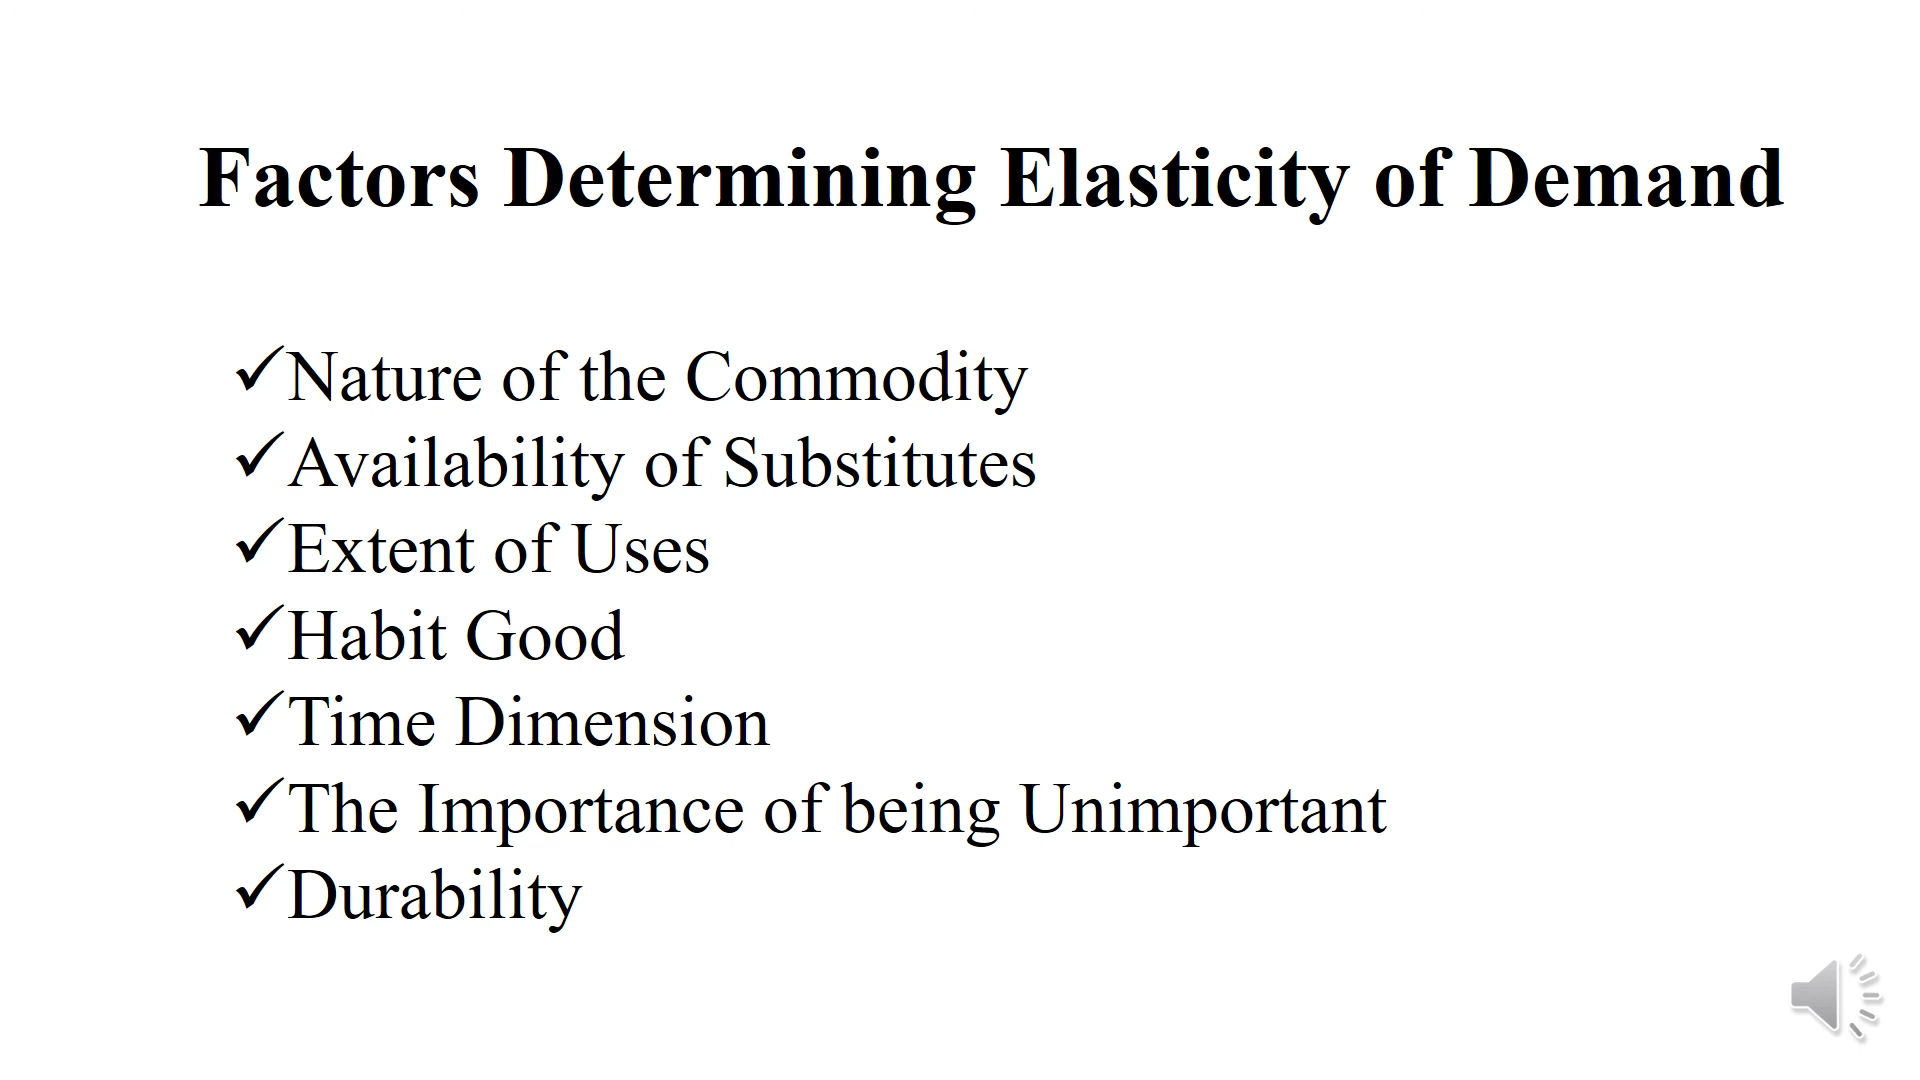 Factors Determining Elasticity of Demand
✓Nature of the Commodity
✓Availability of Substitutes
✓Extent of Uses
✓Habit Good
✓Time Dimension
✓The Importance of being Unimportant
✓Durability